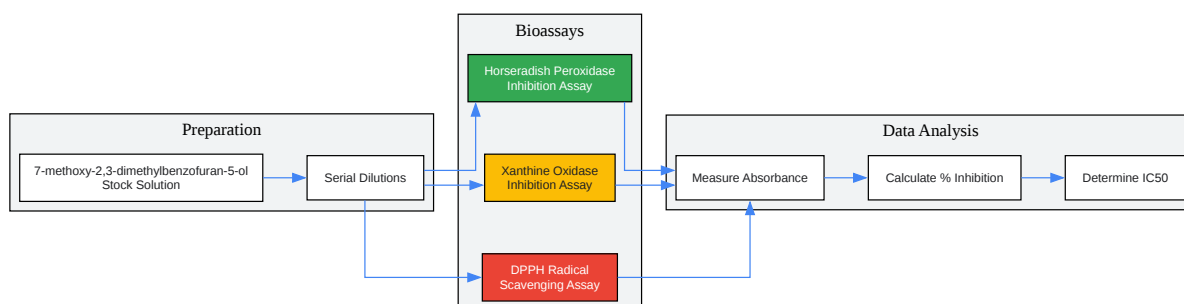 Bioassays
Horseradish Peroxidase
Inhibition Assay
Preparation
Data Analysis
7-methoxy-2,3-dimethylbenzofuran-5-ol
Stock Solution
Serial Dilutions
Xanthine Oxidase
Inhibition Assay
Measure Absorbance
Calculate % Inhibition
Determine IC50
DPPH Radical
Scavenging Assay